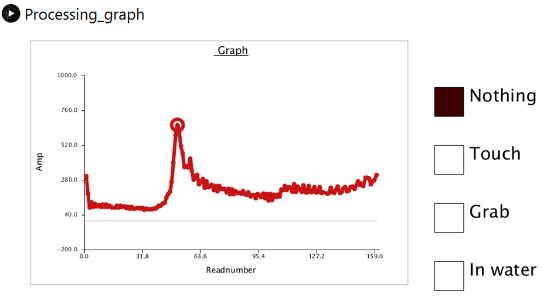 Processing_graph
Graph
1000.0
760.0
520.0
280.0
40.0
-200.0
Amp
0.0 31.8 63.6 95.4 127.2 159.0
Readnumber
Nothing
Touch
Grab
In water